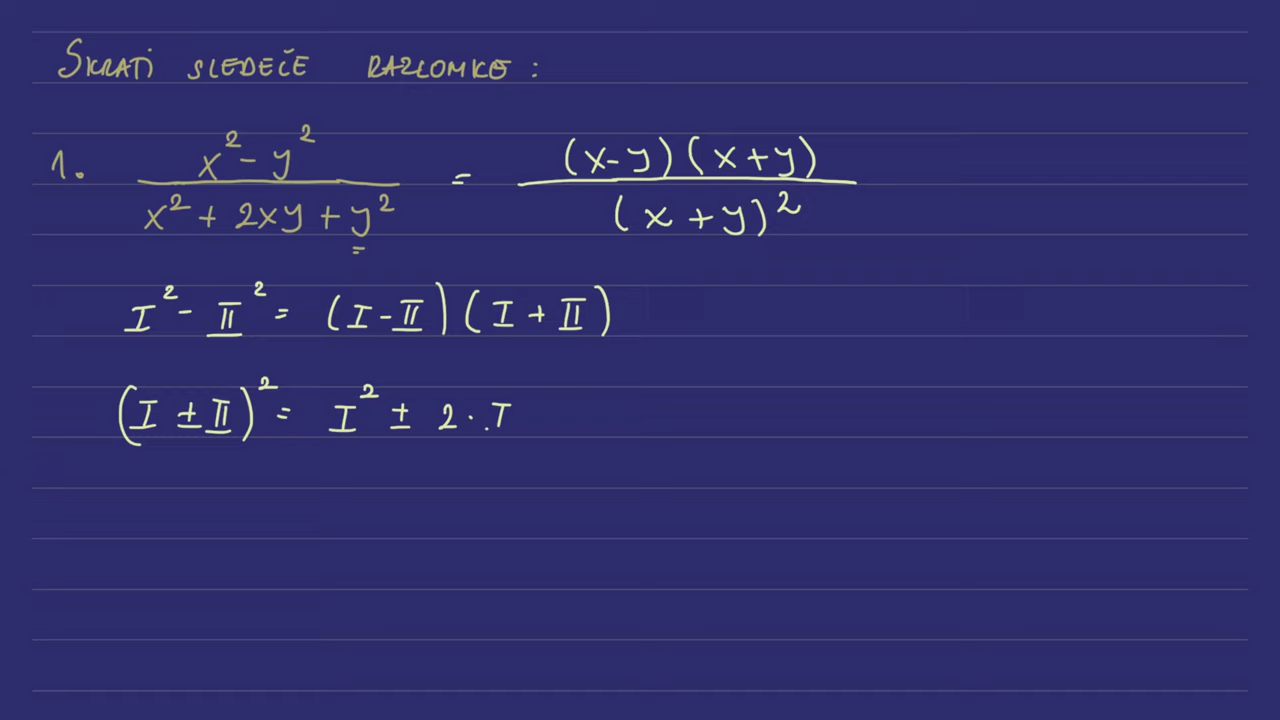 SKRATI SLEDEĆE RAZLOMKE :
1. x² - y² / x² + 2xy + y² = (x-y)(x+y) / (x+y)²
I² - II² = (I-II)(I+II)
(I ± II)² = I² ± 2 · I